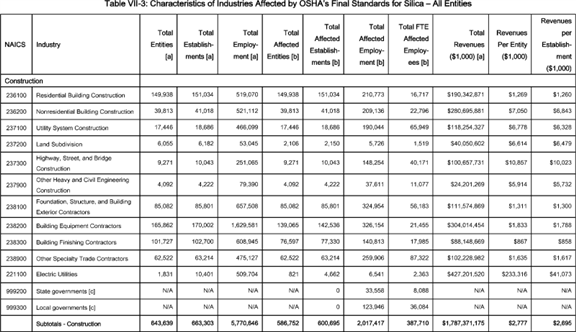 Table VII-3: Characteristics of Industries Affected by OSHA's Final Standards for Silica – All Entities
NAICS Industry Total Entities [a] Total Establish-ments [a] Total Employ-ment [a] Total Affected Entities [b] Total Affected Establish-ments [b] Total Affected Employ-ment [b] Total FTE Affected Employ-ees [b] Total Revenues ($1,000) [a] Revenues Per Entity ($1,000) Revenues per Establish-ment ($1,000)
Construction
236100 Residential Building Construction 149,938 151,034 519,070 149,938 151,034 210,773 16,717 $190,342,871 $1,269 $1,260
236200 Nonresidential Building Construction 39,813 41,018 521,112 39,813 41,018 209,136 22,796 $280,695,881 $7,050 $6,843
237100 Utility System Construction 17,446 18,686 466,099 17,446 18,686 190,044 65,949 $118,254,327 $6,778 $6,328
237200 Land Subdivision 6,055 6,182 53,045 2,106 2,150 5,726 1,519 $40,050,602 $6,614 $6,479
237300 Highway, Street, and Bridge Construction 9,271 10,043 251,065 9,271 10,043 148,254 40,171 $100,657,731 $10,857 $10,023
237900 Other Heavy and Civil Engineering Construction 4,092 4,222 79,390 4,092 4,222 37,611 11,077 $24,201,269 $5,914 $5,732
238100 Foundation, Structure, and Building Exterior Contractors 85,082 85,801 657,508 85,082 85,801 324,954 56,183 $111,574,669 $1,311 $1,300
238200 Building Equipment Contractors 165,862 170,002 1,629,581 139,065 142,536 326,154 21,455 $304,014,454 $1,833 $1,788
238300 Building Finishing Contractors 101,727 102,700 608,945 76,597 77,330 140,813 17,985 $88,148,669 $867 $858
238900 Other Specialty Trade Contractors 62,522 63,214 475,127 62,522 63,214 259,906 87,322 $102,228,982 $1,635 $1,617
221100 Electric Utilities 1,831 10,401 509,704 821 4,662 6,541 2,363 $427,201,520 $233,316 $41,073
999200 State governments [c] N/A N/A N/A N/A 0 33,558 8,088 N/A N/A N/A
999300 Local governments [c] N/A N/A N/A N/A 0 123,946 36,084 N/A N/A N/A
Subtotals - Construction 643,639 663,303 5,770,646 586,752 600,695 2,017,417 387,710 $1,787,371,175 $2,777 $2,695